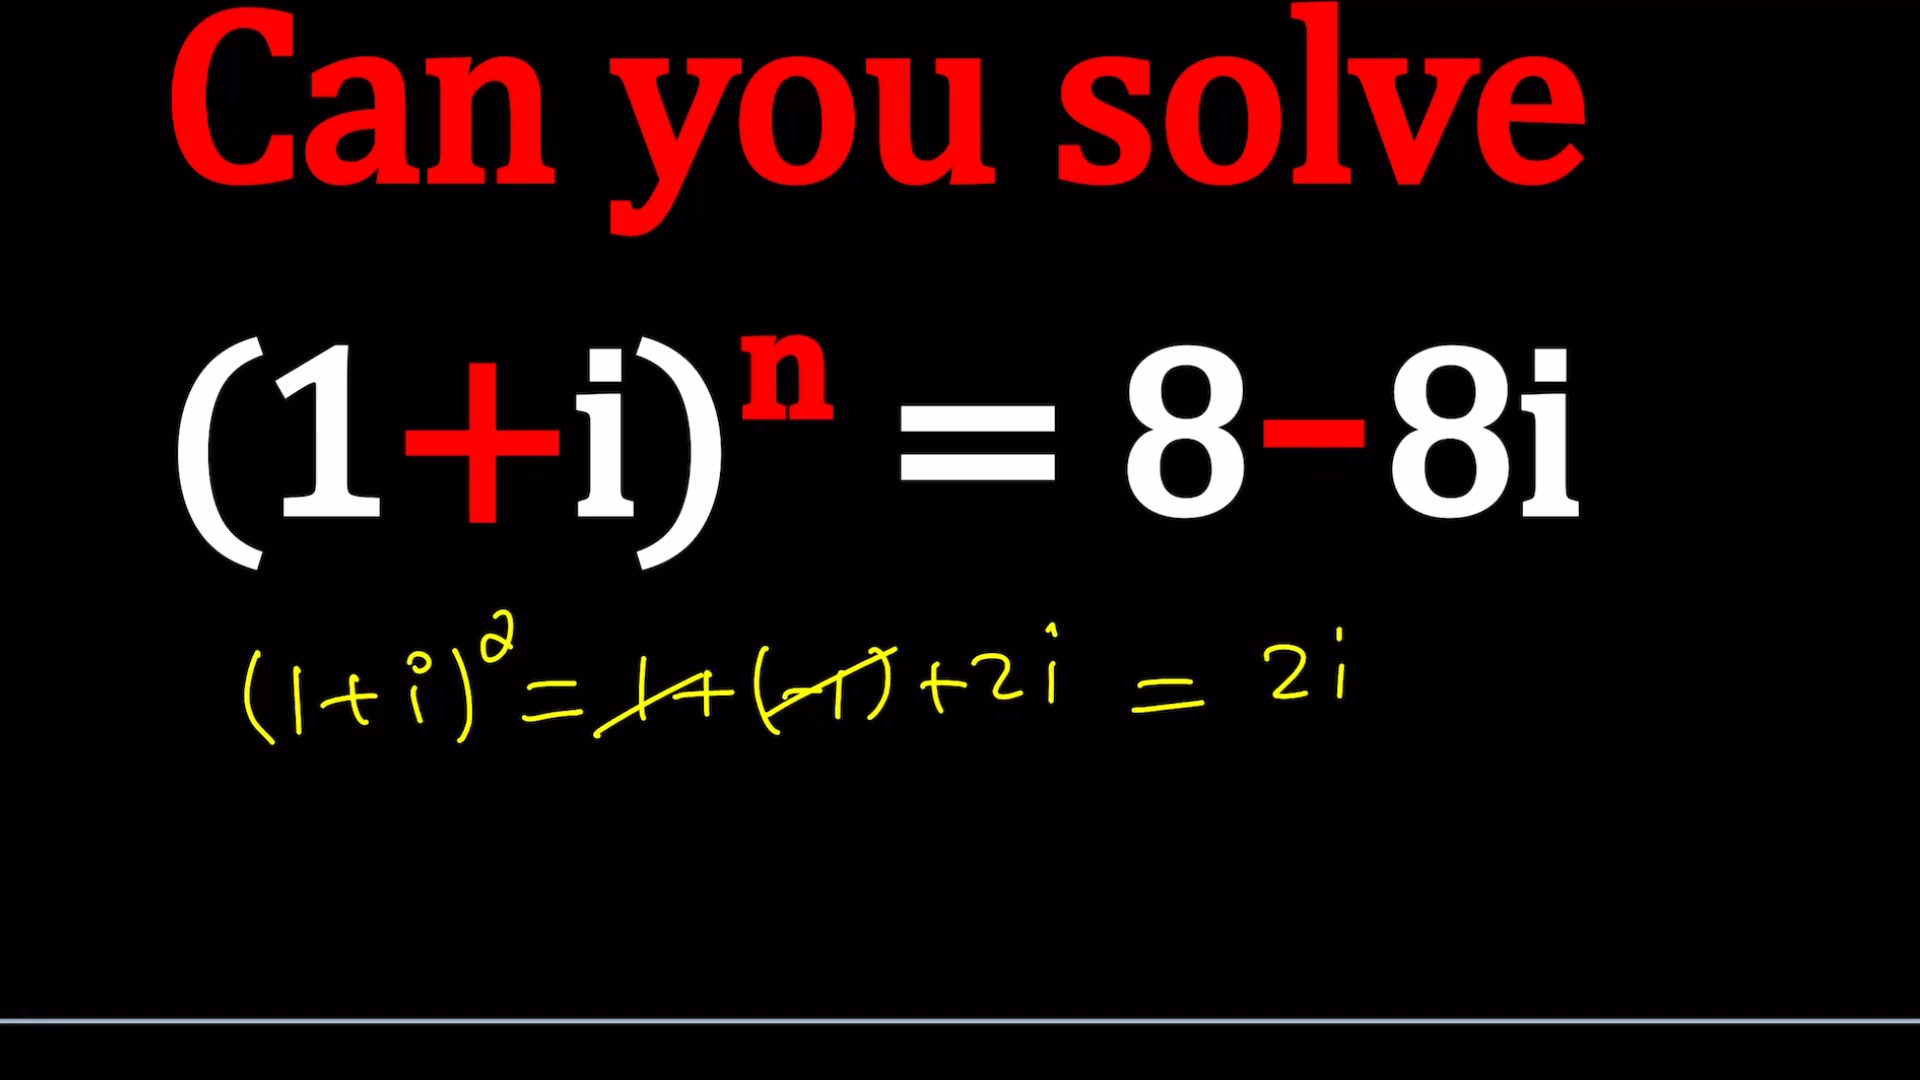 Can you solve
(1+i)ⁿ = 8-8i
(1+i)² = 1+(-1)+2i = 2i